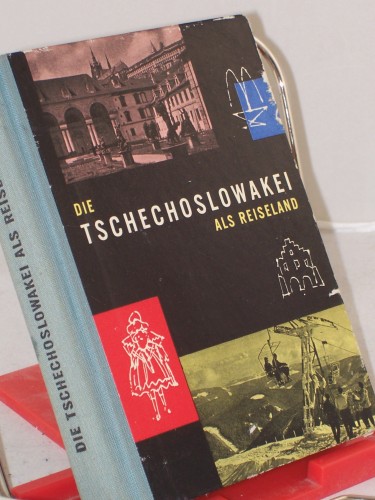 DIE
TSCHECHOSLOWAKEI
ALS REISELAND
DIE TSCHECHOSLOWAKEI ALS REISE